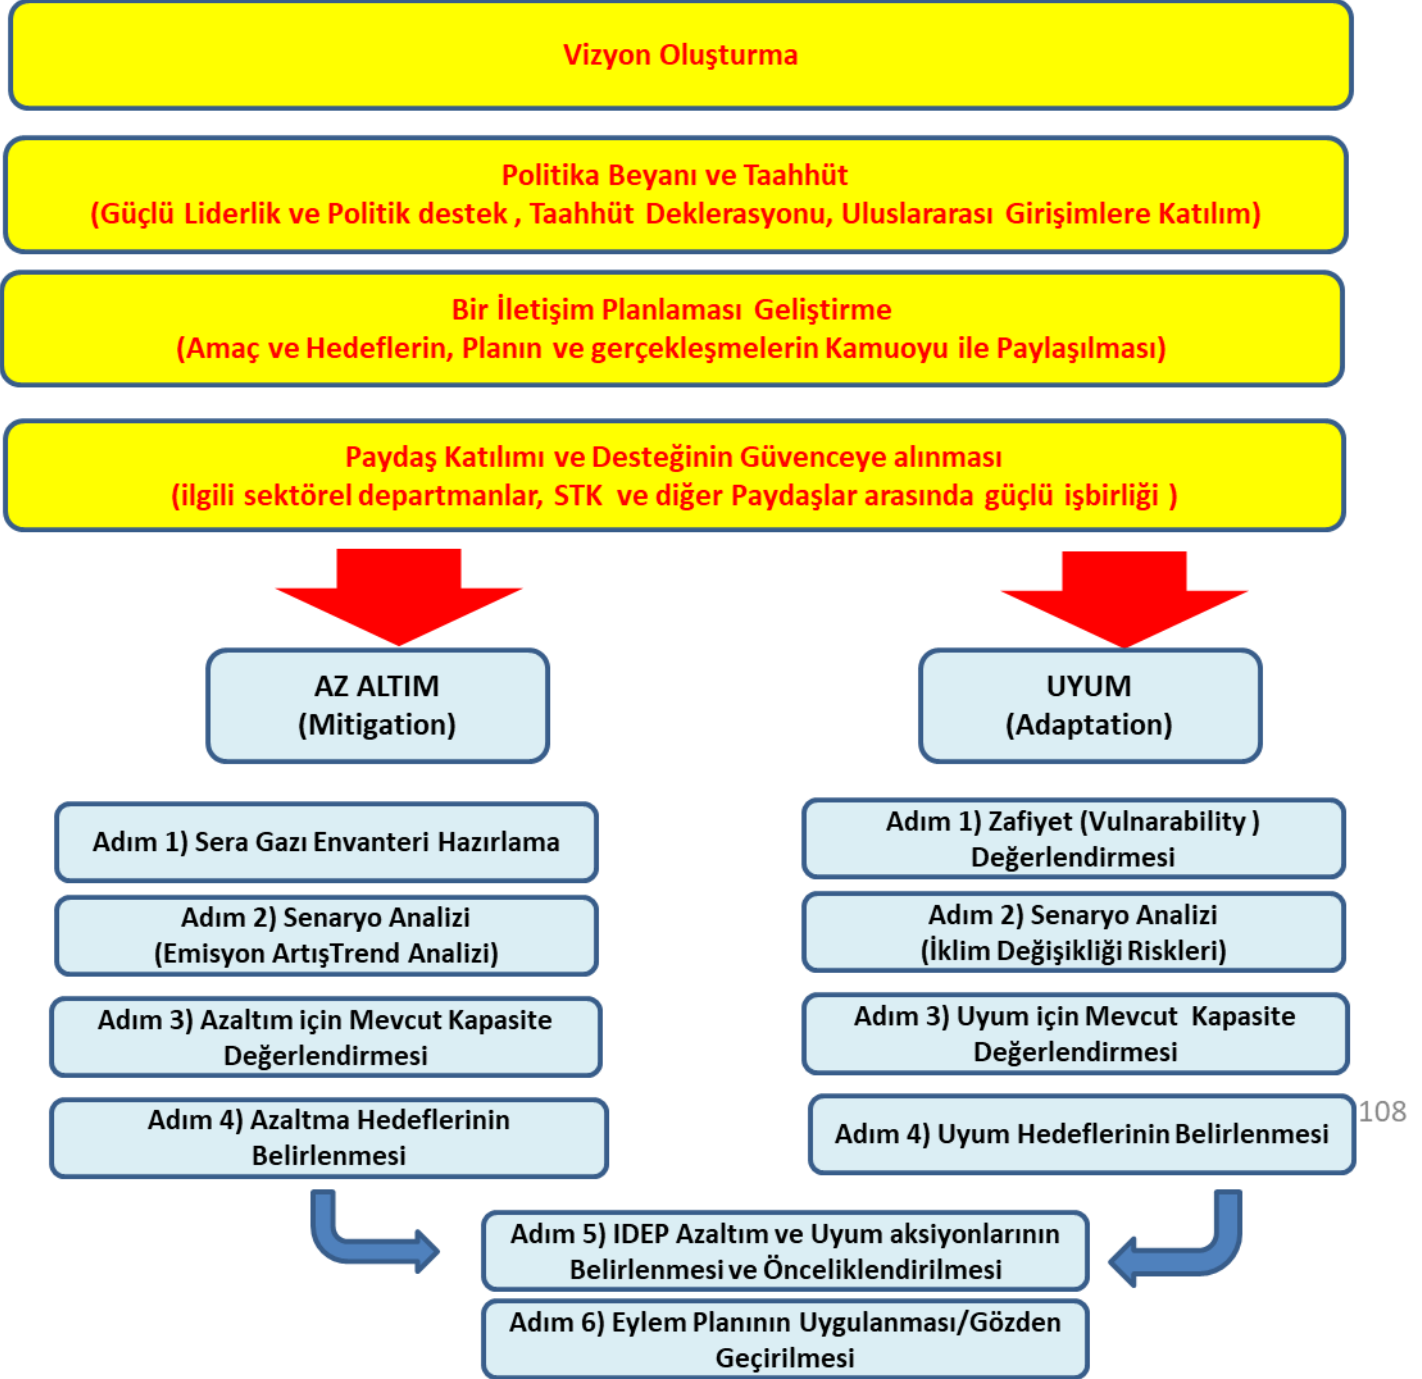 Vizyon Oluşturma
Politika Beyanı ve Taahhüt
(Güçlü Liderlik ve Politik destek , Taahhüt Deklerasyonu, Uluslararası Girişimlere Katılım)
Bir İletişim Planlaması Geliştirme
(Amaç ve Hedeflerin, Planın ve gerçekleşmelerin Kamuoyu ile Paylaşılması)
Paydaş Katılımı ve Desteğinin Güvenceye alınması
(ilgili sektörel departmanlar, STK ve diğer Paydaşlar arasında güçlü işbirliği )
AZ ALTIM
(Mitigation)
Adım 1) Sera Gazı Envanteri Hazırlama
Adım 2) Senaryo Analizi
(Emisyon ArtışTrend Analizi)
Adım 3) Azaltım için Mevcut Kapasite
Değerlendirmesi
Adım 4) Azaltma Hedeflerinin
Belirlenmesi
UYUM
(Adaptation)
Adım 1) Zafiyet (Vulnarability )
Değerlendirmesi
Adım 2) Senaryo Analizi
(İklim Değişikliği Riskleri)
Adım 3) Uyum için Mevcut Kapasite
Değerlendirmesi
Adım 4) Uyum Hedeflerinin Belirlenmesi
108
Adım 5) IDEP Azaltım ve Uyum aksiyonlarının
Belirlenmesi ve Önceliklendirilmesi
Adım 6) Eylem Planının Uygulanması/Gözden
Geçirilmesi